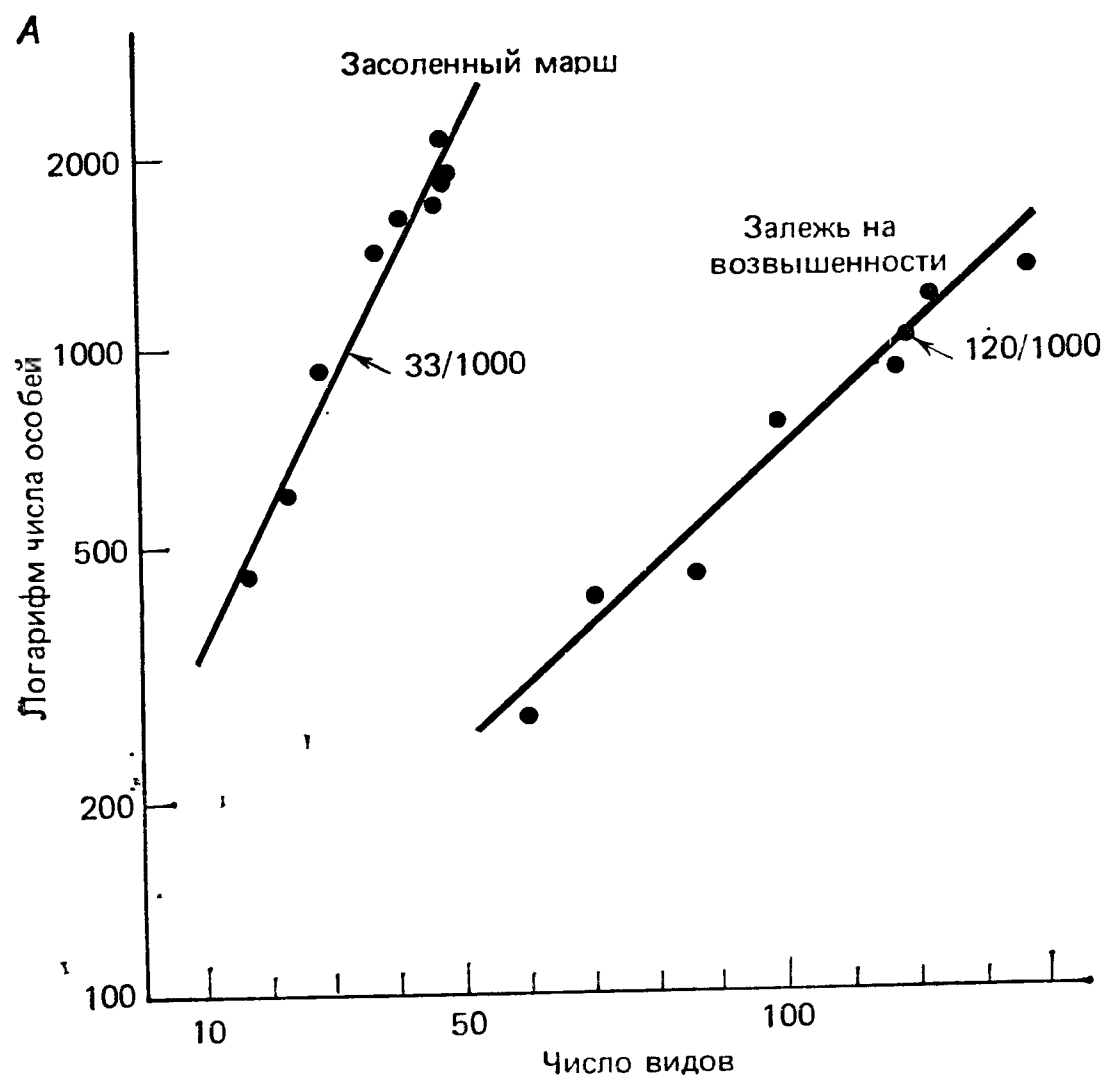 А
Засоленный марш
2000
Залежь на
возвышенности
1000
33/1000
120/1000
500
200
100
10
50
100
Число видов
Логарифм числа особей